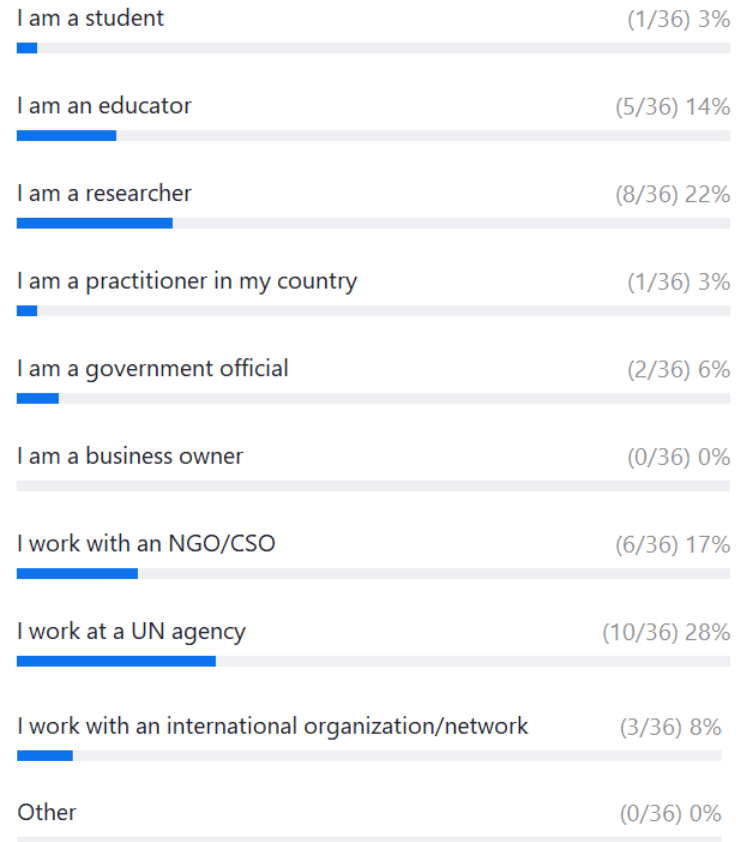 I am a student (1/36) 3%
I am an educator (5/36) 14%
I am a researcher (8/36) 22%
I am a practitioner in my country (1/36) 3%
I am a government official (2/36) 6%
I am a business owner (0/36) 0%
I work with an NGO/CSO (6/36) 17%
I work at a UN agency (10/36) 28%
I work with an international organization/network (3/36) 8%
Other (0/36) 0%